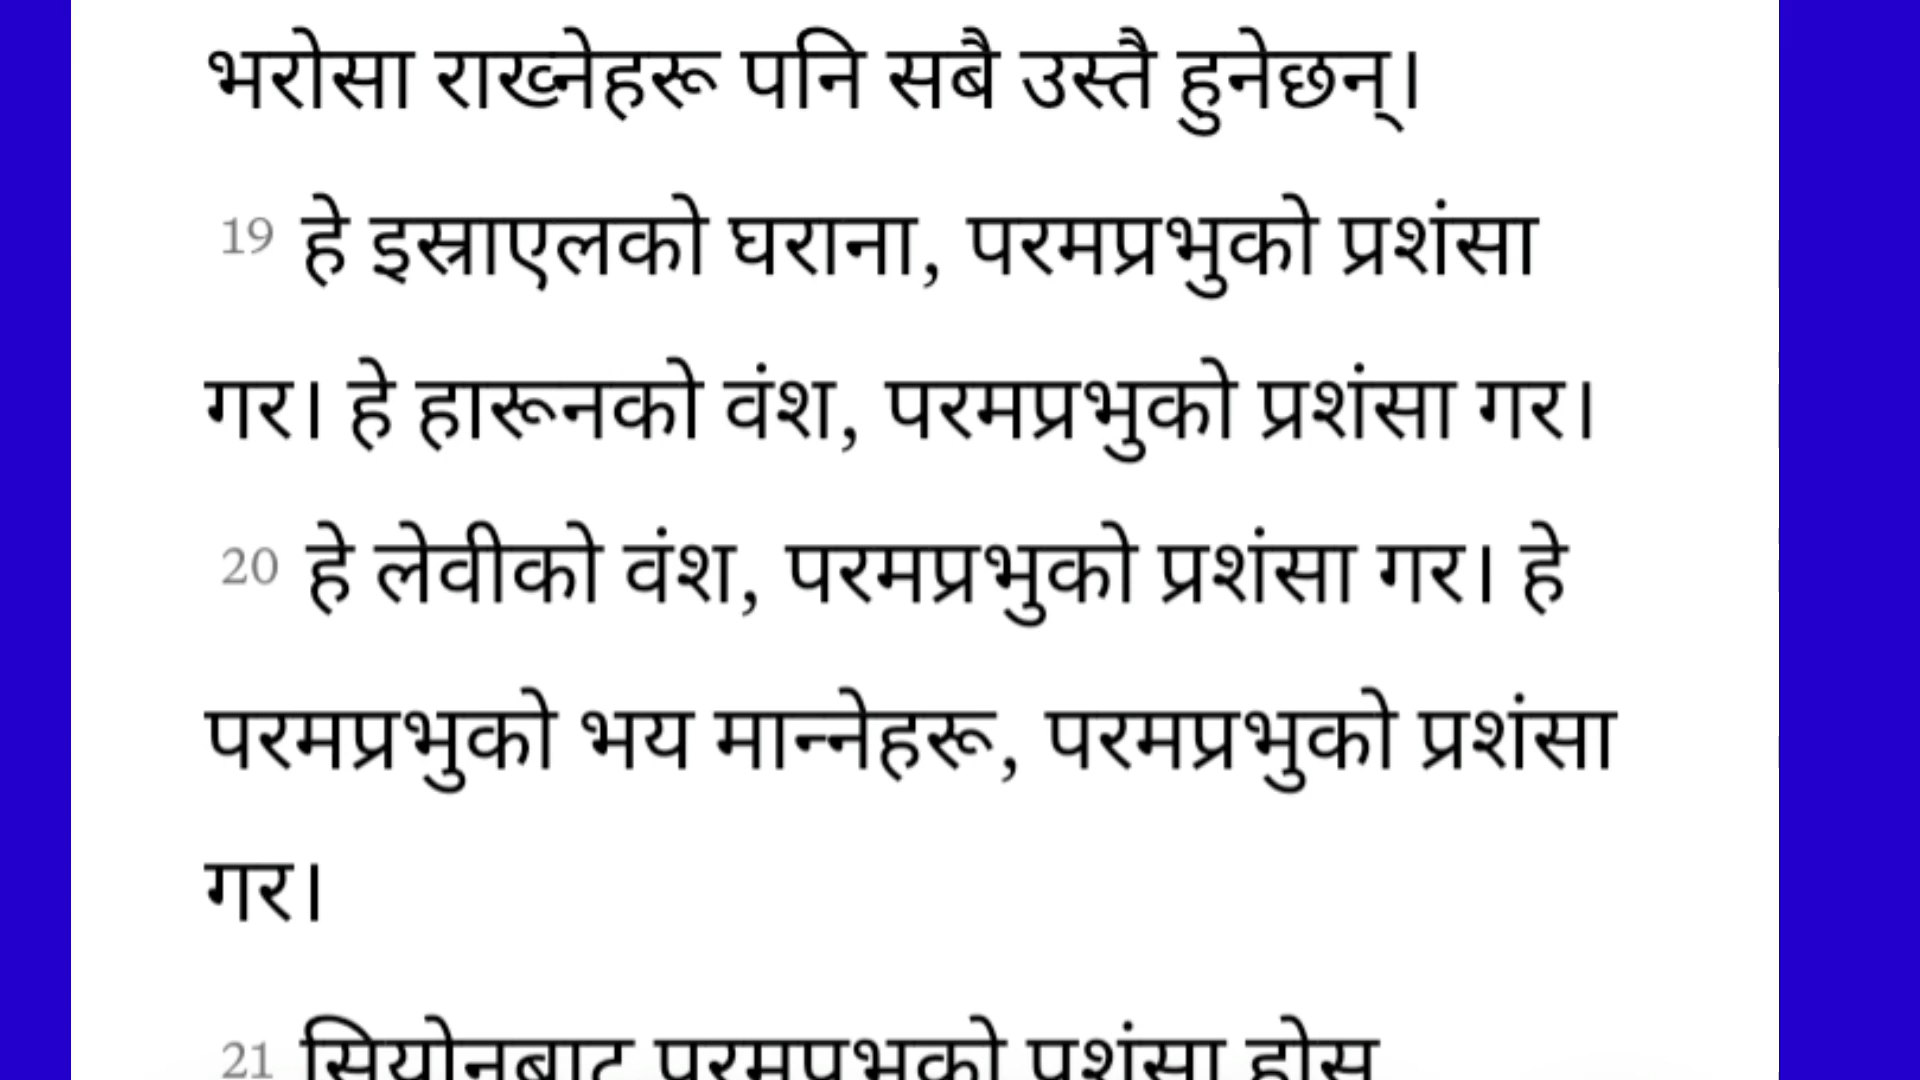 भरोसा राख्नेहरू पनि सबै उस्तै हुनेछन्।
19 हे इस्राएलको घराना, परमप्रभुको प्रशंसा
गर। हे हारूनको वंश, परमप्रभुको प्रशंसा गर।
20 हे लेवीको वंश, परमप्रभुको प्रशंसा गर। हे
परमप्रभुको भय मान्नेहरू, परमप्रभुको प्रशंसा
गर।
21 सियोनबाट परमप्रभुको प्रशंसा होस्